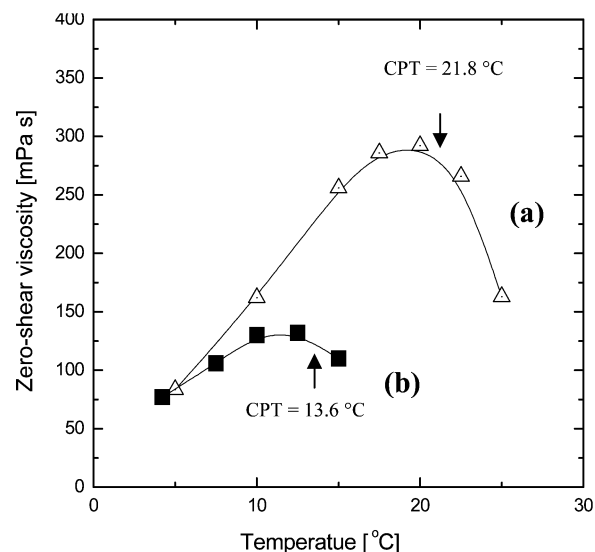 400
CPT = 21.8 °C
350
300
250
(a)
200
150
100
(b)
CPT = 13.6 °C
50
0
0 10 20 30
Zero-shear viscosity [mPa s]
Temperatue [°C]